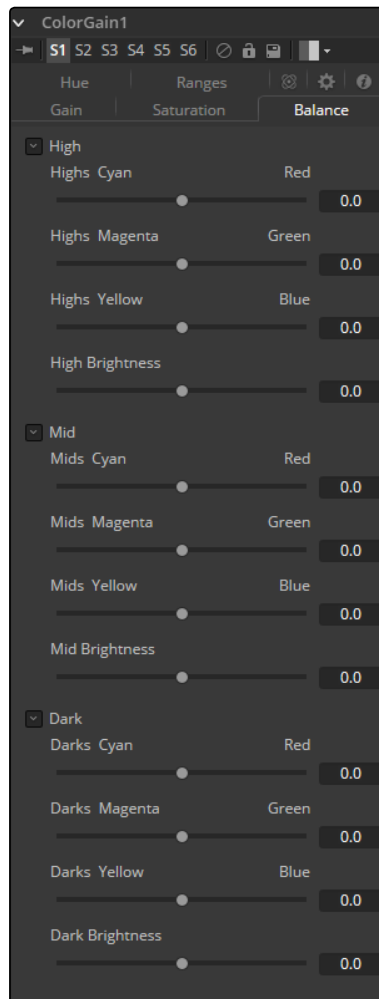 ColorGain1
S1 S2 S3 S4 S5 S6
Hue Ranges
Gain Saturation Balance
High
Highs Cyan Red
0.0
Highs Magenta Green
0.0
Highs Yellow Blue
0.0
High Brightness
0.0
Mid
Mids Cyan Red
0.0
Mids Magenta Green
0.0
Mids Yellow Blue
0.0
Mid Brightness
0.0
Dark
Darks Cyan Red
0.0
Darks Magenta Green
0.0
Darks Yellow Blue
0.0
Dark Brightness
0.0